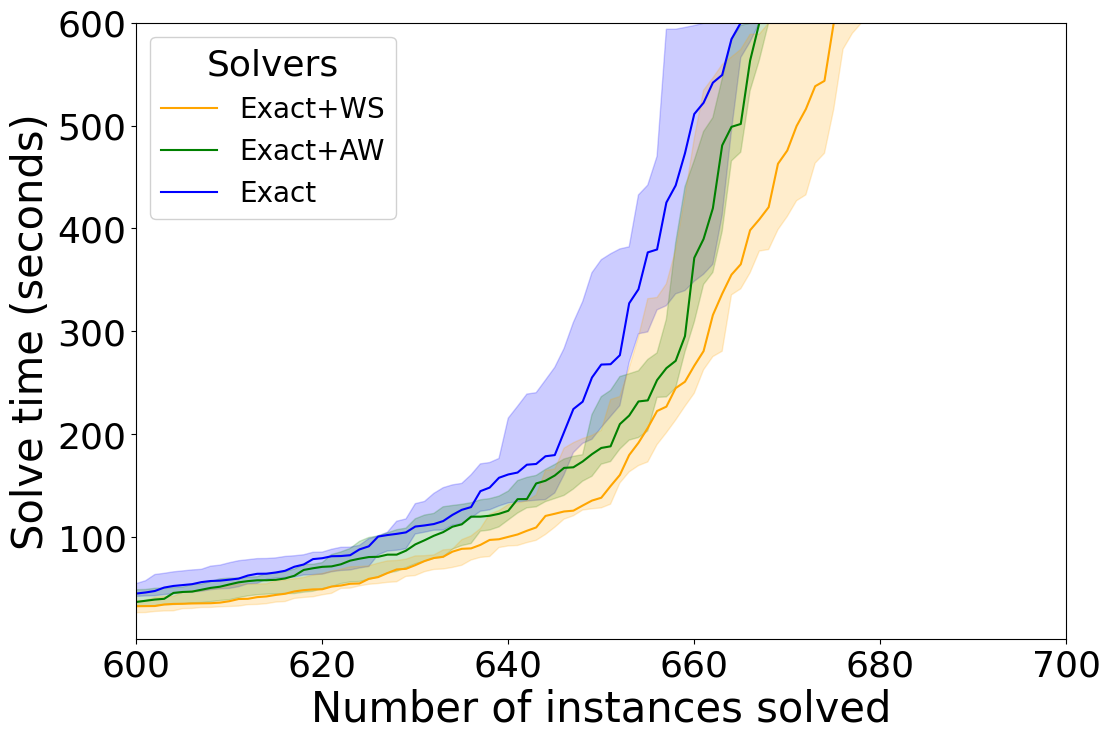 Solvers
Exact+WS
Exact+AW
Exact
Solve time (seconds)
600
500
400
300
200
100
600 620 640 660 680 700
Number of instances solved